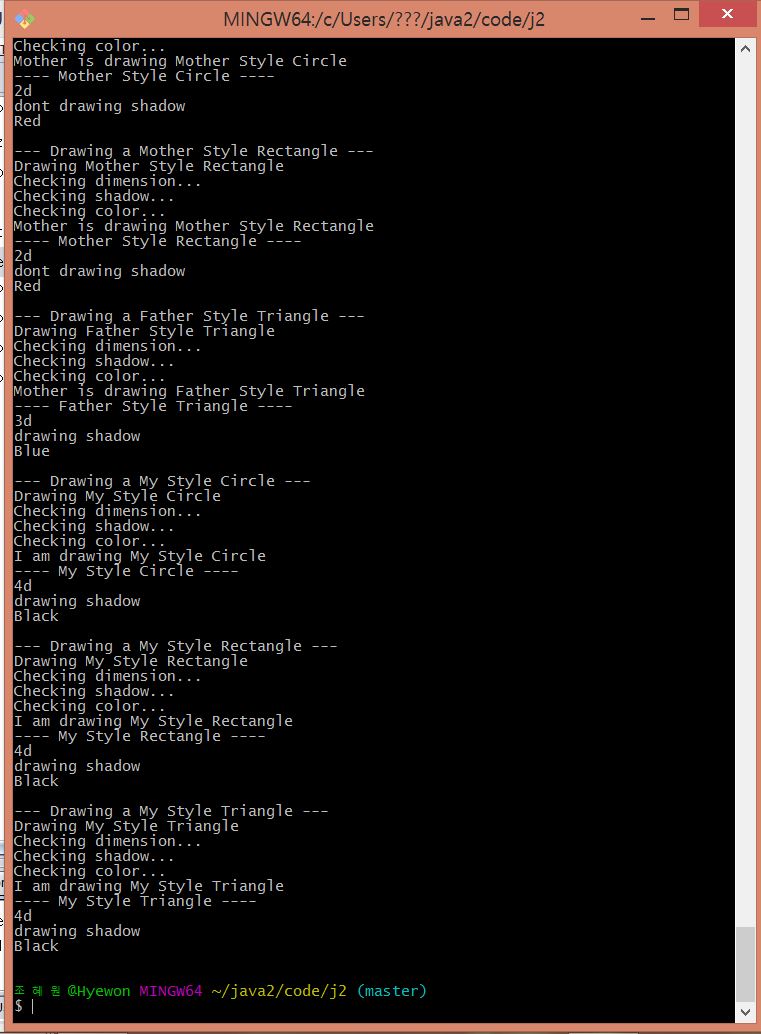 MINGW64:/c/Users/???/java2/code/j2
Checking color...
Mother is drawing Mother Style Circle
---- Mother Style Circle ----
2d
dont drawing shadow
Red
--- Drawing a Mother Style Rectangle ---
Drawing Mother Style Rectangle
Checking dimension...
Checking shadow...
Checking color...
Mother is drawing Mother Style Rectangle
---- Mother Style Rectangle ----
2d
dont drawing shadow
Red
--- Drawing a Father Style Triangle ---
Drawing Father Style Triangle
Checking dimension...
Checking shadow...
Checking color...
Mother is drawing Father Style Triangle
---- Father Style Triangle ----
3d
drawing shadow
Blue
--- Drawing a My Style Circle ---
Drawing My Style Circle
Checking dimension...
Checking shadow...
Checking color...
I am drawing My Style Circle
---- My Style Circle ----
4d
drawing shadow
Black
--- Drawing a My Style Rectangle ---
Drawing My Style Rectangle
Checking dimension...
Checking shadow...
Checking color...
I am drawing My Style Rectangle
---- My Style Rectangle ----
4d
drawing shadow
Black
--- Drawing a My Style Triangle ---
Drawing My Style Triangle
Checking dimension...
Checking shadow...
Checking color...
I am drawing My Style Triangle
---- My Style Triangle ----
4d
drawing shadow
Black
조 혜 원@Hyewon MINGW64 ~/java2/code/j2 (master)
$